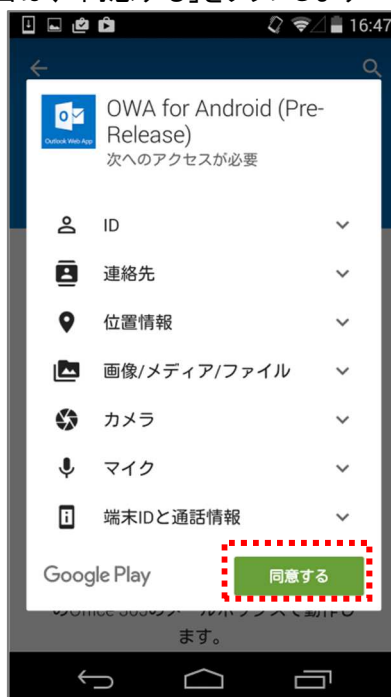 「同意する」をタップします
16:47
Outlook Web App
OWA for Android (Pre-
Release)
次へのアクセスが必要
ID
連絡先
位置情報
画像/メディア/ファイル
カメラ
マイク
端末IDと通話情報
Google Play
同意する
のOffice 365のメールボックスで動作し
ます。